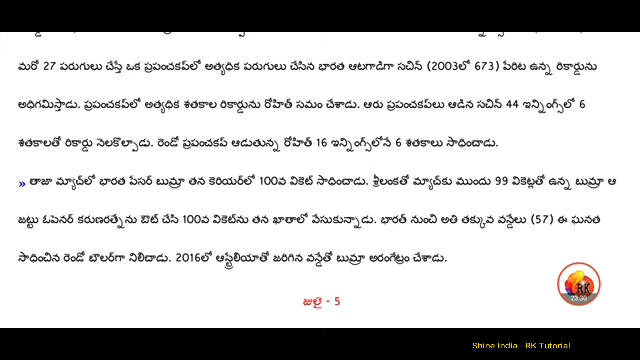 మరో 27 పరుగులు చేస్తే ఒక ప్రపంచకప్‌లో అత్యధిక పరుగులు చేసిన భారత ఆటగాడిగా సచిన్ (2003లో 673) పేరిట ఉన్న రికార్డును
అధిగమిస్తాడు. ప్రపంచకప్‌లో అత్యధిక శతకాల రికార్డును రోహిత్ సమం చేశాడు. ఆరు ప్రపంచకప్‌లు ఆడిన సచిన్ 44 ఇన్నింగ్స్‌లో 6
శతకాలతో రికార్డు నెలకొల్పాడు. రెండో ప్రపంచకప్ ఆడుతున్న రోహిత్ 16 ఇన్నింగ్స్‌లోనే 6 శతకాలు సాధించాడు.
» తాజా మ్యాచ్‌లో భారత పేసర్ బుమ్రా తన కెరియర్‌లో 100వ వికెట్ సాధించాడు. శ్రీలంకతో మ్యాచ్‌కు ముందు 99 వికెట్లతో ఉన్న బుమ్రా ఆ
జట్టు ఓపెనర్ కరుణరత్నేను ఔట్ చేసి 100వ వికెట్‌ను తన ఖాతాలో వేసుకున్నాడు. భారత్ నుంచి అతి తక్కువ వన్డేలు (57) ఈ ఘనత
సాధించిన రెండో బౌలర్‌గా నిలిచాడు. 2016లో ఆస్ట్రేలియాతో జరిగిన వన్డేతో బుమ్రా అరంగేట్రం చేశాడు.
RK
23:30
జులై - 5
Shine India - RK Tutorial